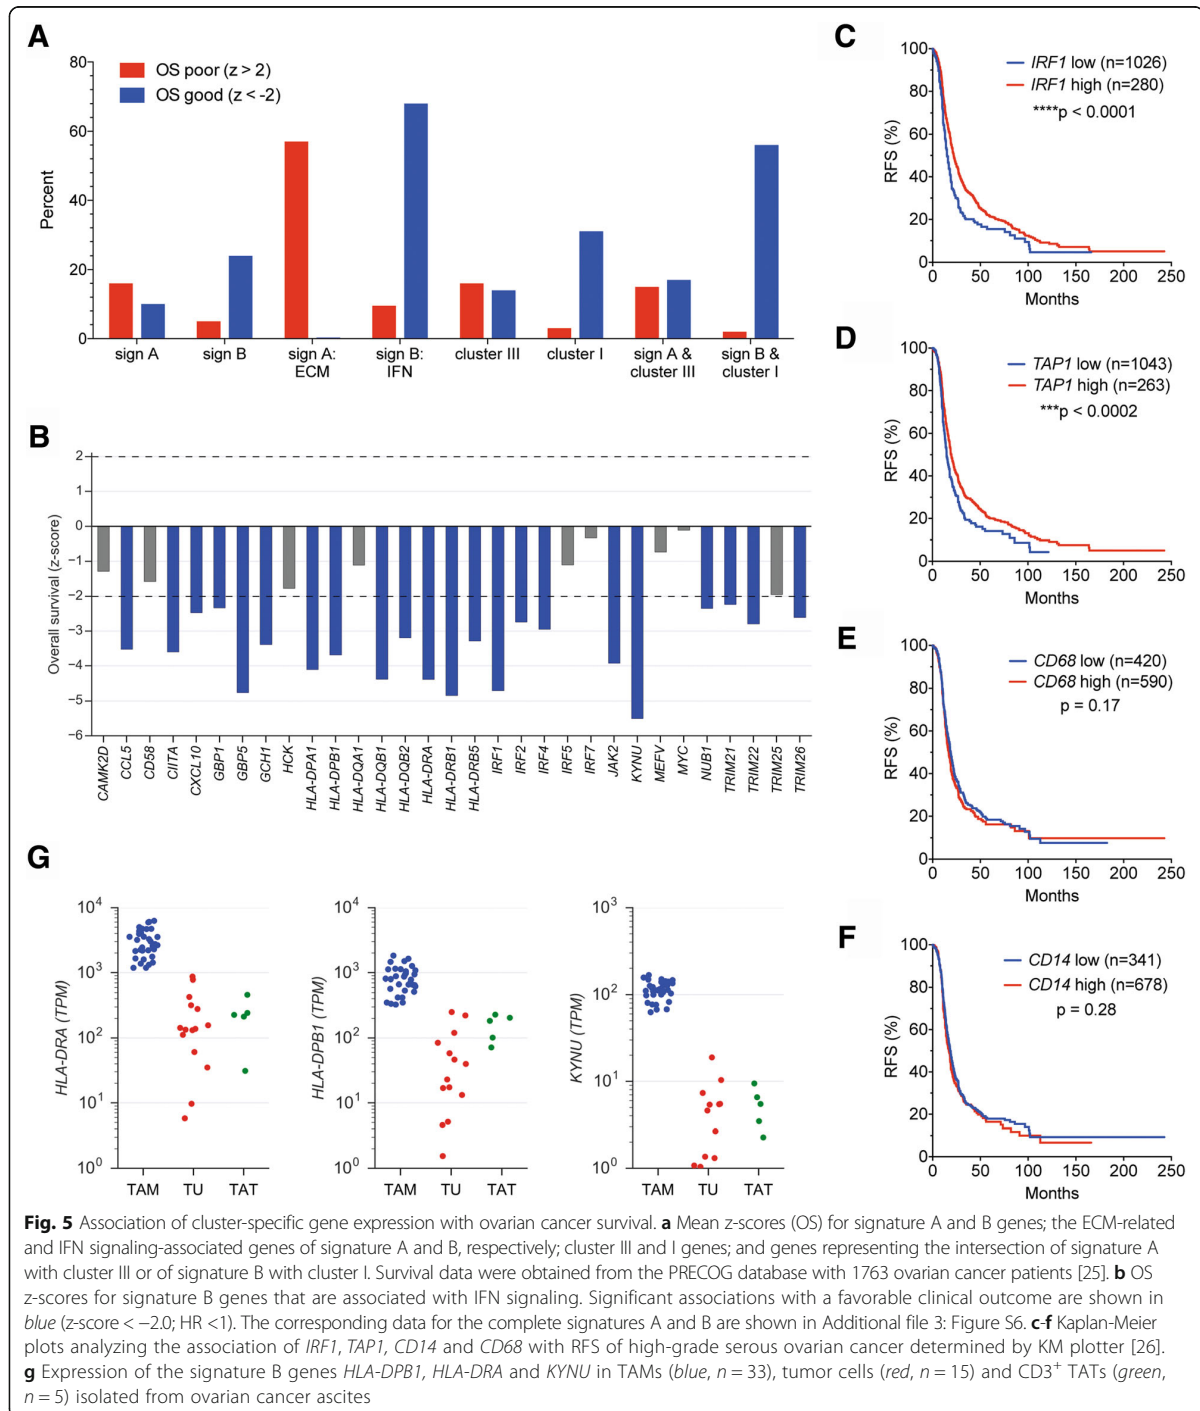 A
80
60
40
20
0
Percent
OS poor (z > 2)
OS good (z < -2)
sign A
sign B
sign A:
ECM
sign B:
IFN
cluster III
cluster I
sign A &
cluster III
sign B &
cluster I
B
2
1
0
−1
−2
−3
−4
−5
−6
Overall survival (z-score)
CAMK2D
CCL5
CD58
CIITA
CXCL10
GBP1
GBP5
GCH1
HCK
HLA-DPA1
HLA-DPB1
HLA-DQA1
HLA-DQB1
HLA-DQB2
HLA-DRA
HLA-DRB1
HLA-DRB5
IRF1
IRF2
IRF4
IRF5
IRF7
JAK2
KYNU
MEFV
MYC
NUB1
TRIM21
TRIM22
TRIM25
TRIM26
C
100
80
60
40
20
0
RFS (%)
IRF1 low (n=1026)
IRF1 high (n=280)
****p < 0.0001
0 50 100 150 200 250
Months
D
100
80
60
40
20
0
RFS (%)
TAP1 low (n=1043)
TAP1 high (n=263)
***p < 0.0002
0 50 100 150 200 250
Months
E
100
80
60
40
20
0
RFS (%)
CD68 low (n=420)
CD68 high (n=590)
p = 0.17
0 50 100 150 200 250
Months
F
100
80
60
40
20
0
RFS (%)
CD14 low (n=341)
CD14 high (n=678)
p = 0.28
0 50 100 150 200 250
Months
G
10⁴
10³
10²
10¹
10⁰
HLA-DRA (TPM)
TAM TU TAT
10⁴
10³
10²
10¹
10⁰
HLA-DPB1 (TPM)
TAM TU TAT
10³
10²
10¹
10⁰
KYNU (TPM)
TAM TU TAT
Fig. 5 Association of cluster-specific gene expression with ovarian cancer survival. a Mean z-scores (OS) for signature A and B genes; the ECM-related
and IFN signaling-associated genes of signature A and B, respectively; cluster III and I genes; and genes representing the intersection of signature A
with cluster III or of signature B with cluster I. Survival data were obtained from the PRECOG database with 1763 ovarian cancer patients [25]. b OS
z-scores for signature B genes that are associated with IFN signaling. Significant associations with a favorable clinical outcome are shown in
blue (z-score < −2.0; HR <1). The corresponding data for the complete signatures A and B are shown in Additional file 3: Figure S6. c-f Kaplan-Meier
plots analyzing the association of IRF1, TAP1, CD14 and CD68 with RFS of high-grade serous ovarian cancer determined by KM plotter [26].
g Expression of the signature B genes HLA-DPB1, HLA-DRA and KYNU in TAMs (blue, n = 33), tumor cells (red, n = 15) and CD3⁺ TATs (green,
n = 5) isolated from ovarian cancer ascites